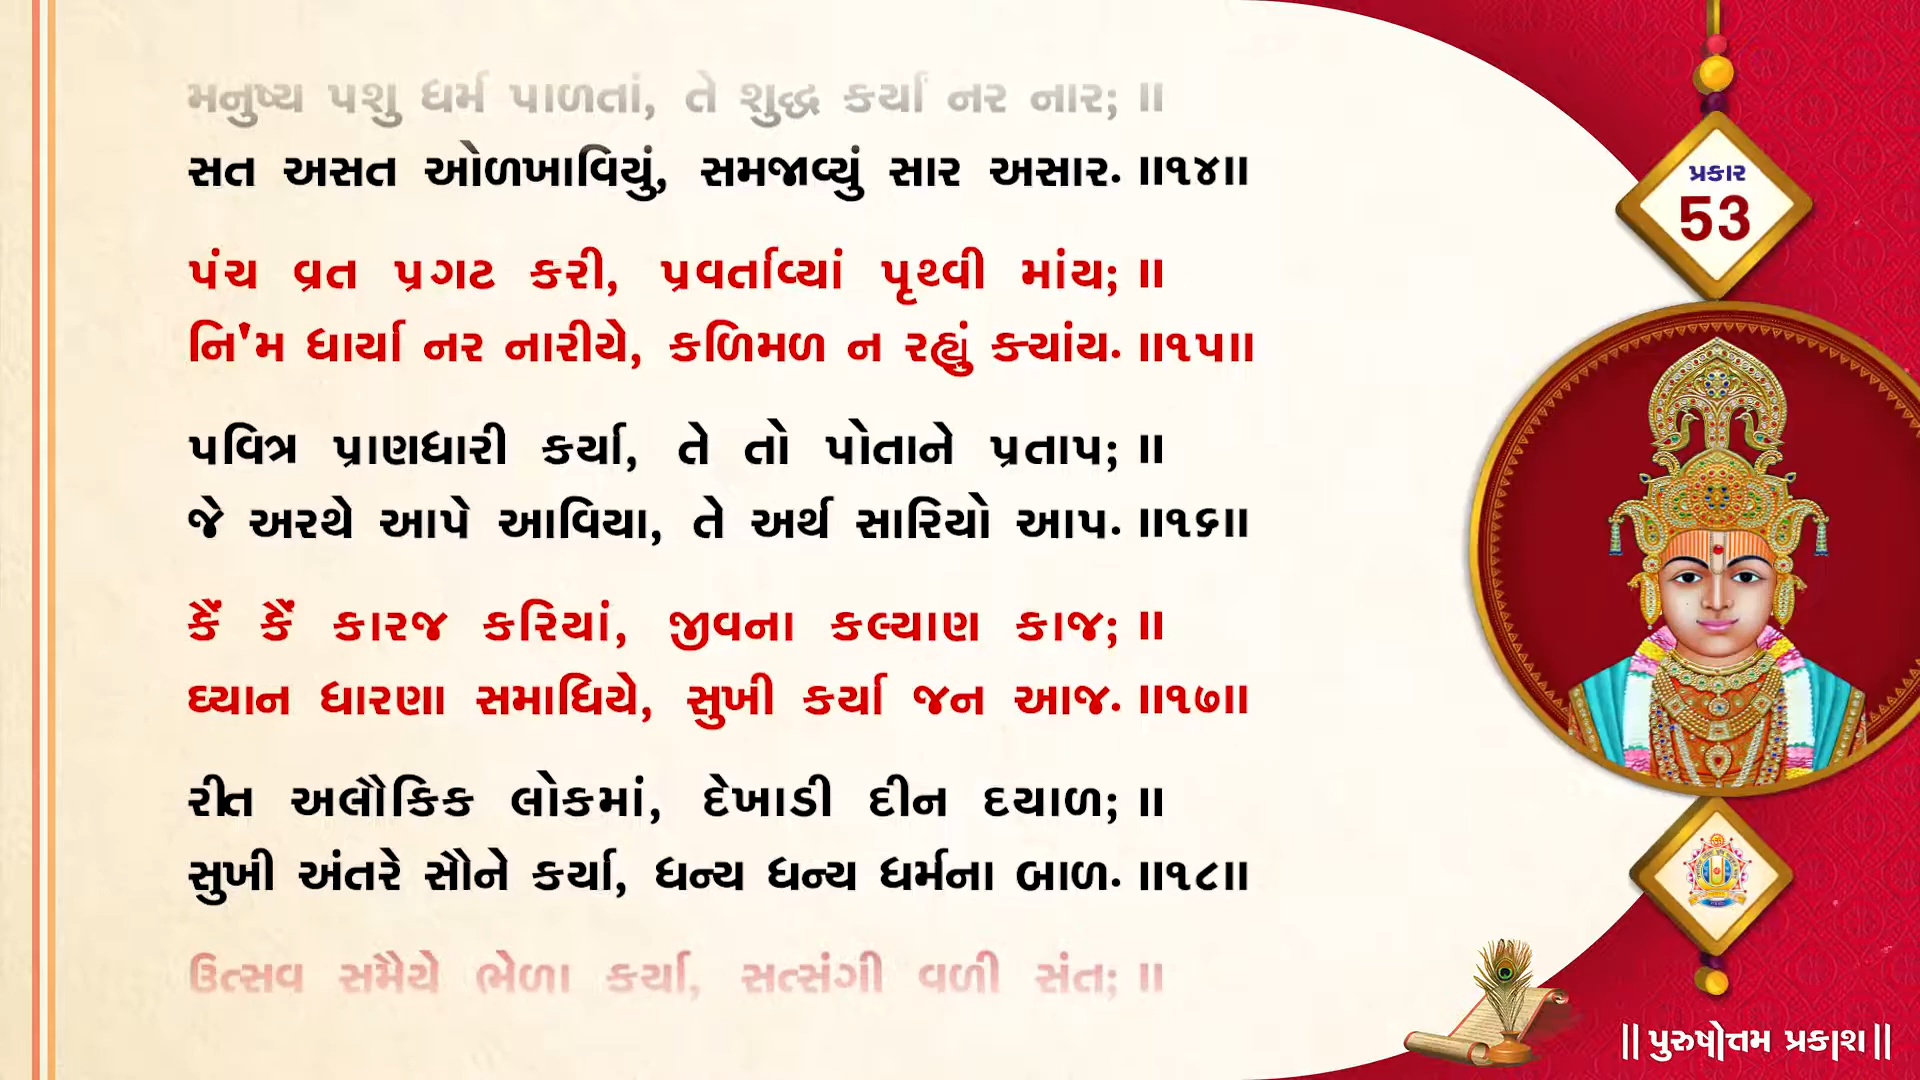 મનુષ્ય પશુ ધર્મ પાળતાં, તે શુદ્ધ કર્યાં નર નાર; ॥
સત અસત ઓળખાવિયું, સમજાવ્યું સાર અસાર. ॥૧૪॥
પંચ વ્રત પ્રગટ કરી, પ્રવર્તાવ્યાં પૃથ્વી માંય; ॥
નિ'મ ધાર્યા નર નારીયે, કળિમળ ન રહ્યું ક્યાંય. ॥૧૫॥
પવિત્ર પ્રાણધારી કર્યા, તે તો પોતાને પ્રતાપ; ॥
જે અરથે આપે આવિયા, તે અર્થ સારિયો આપ. ॥૧૬॥
કૈં કૈં કારજ કરિયાં, જીવના કલ્યાણ કાજ; ॥
ધ્યાન ધારણા સમાધિયે, સુખી કર્યા જન આજ. ॥૧૭॥
રીત અલૌકિક લોકમાં, દેખાડી દીન દયાળ; ॥
સુખી અંતરે સૌને કર્યા, ધન્ય ધન્ય ધર્મના બાળ. ॥૧૮॥
ઉત્સવ સમૈયે ભેળા કર્યા, સત્સંગી વળી સંત; ॥
પ્રકાર
53
॥ પુરુષોત્તમ પ્રકાશ ॥